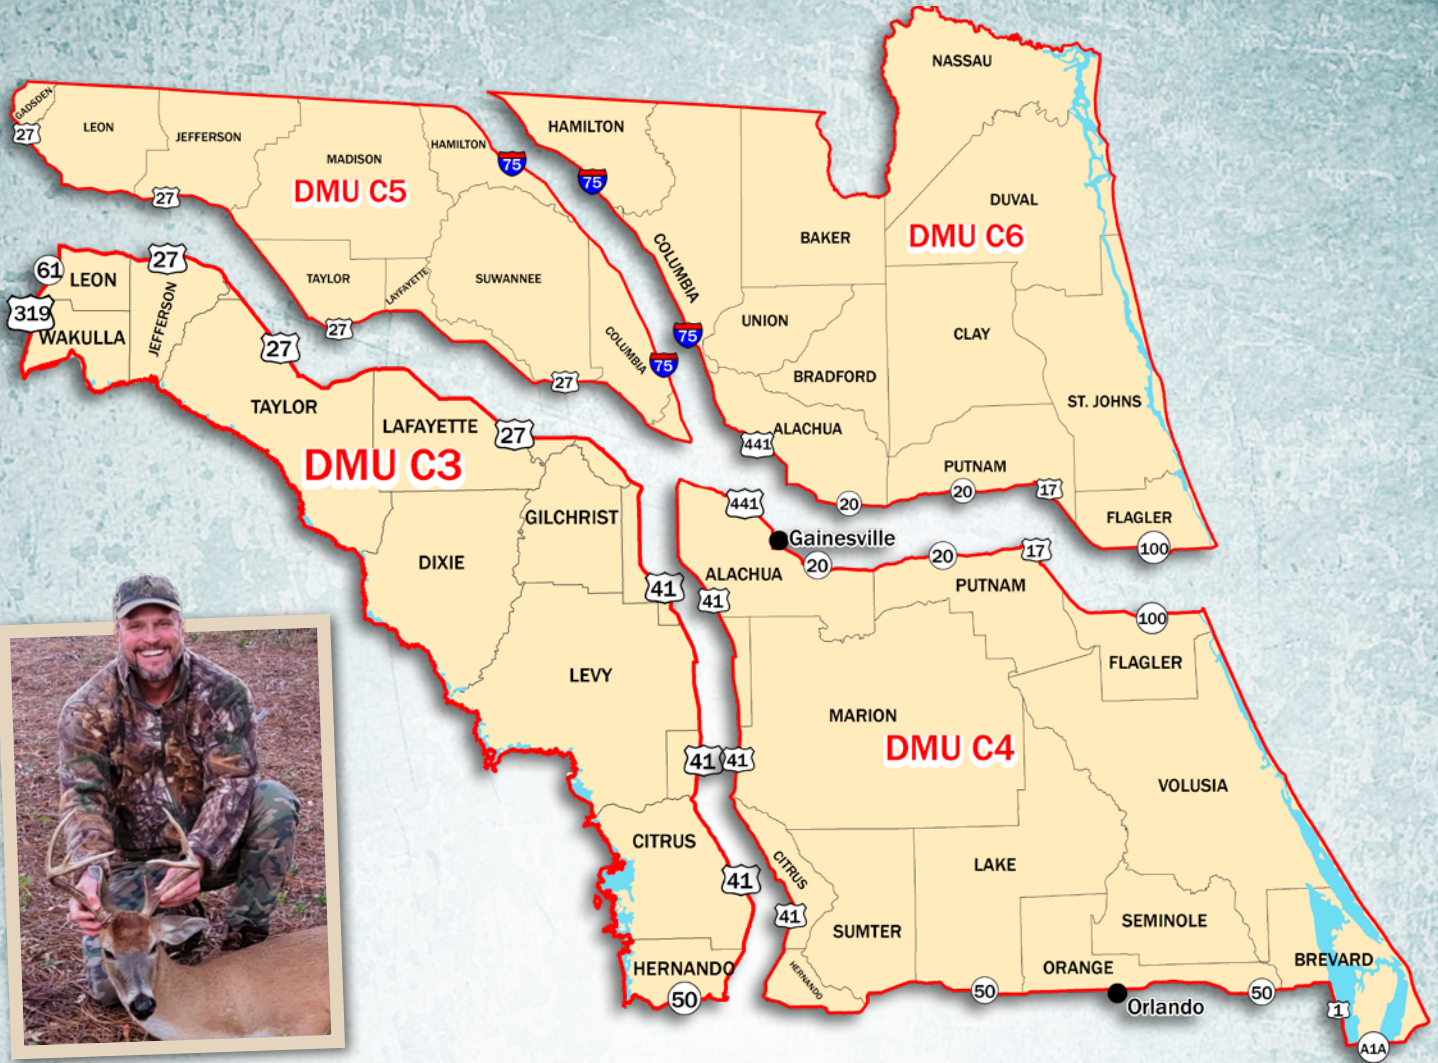 GADSDEN
27
LEON
JEFFERSON
27
MADISON
HAMILTON
75
DMU C5
TAYLOR
LAYFAYETTE
SUWANNEE
27
27
COLUMBIA
75
HAMILTON
75
COLUMBIA
75
NASSAU
DUVAL
BAKER
DMU C6
UNION
CLAY
BRADFORD
ST. JOHNS
ALACHUA
441
PUTNAM
20
20
17
FLAGLER
100
61
LEON
27
319
WAKULLA
JEFFERSON
27
TAYLOR
LAFAYETTE
27
DMU C3
GILCHRIST
DIXIE
41
LEVY
41
CITRUS
41
HERNANDO
50
441
Gainesville
20
20
17
ALACHUA
41
PUTNAM
100
FLAGLER
MARION
DMU C4
41
VOLUSIA
CITRUS
LAKE
41
SUMTER
SEMINOLE
HERNANDO
ORANGE
BREVARD
50
Orlando
50
1
A1A